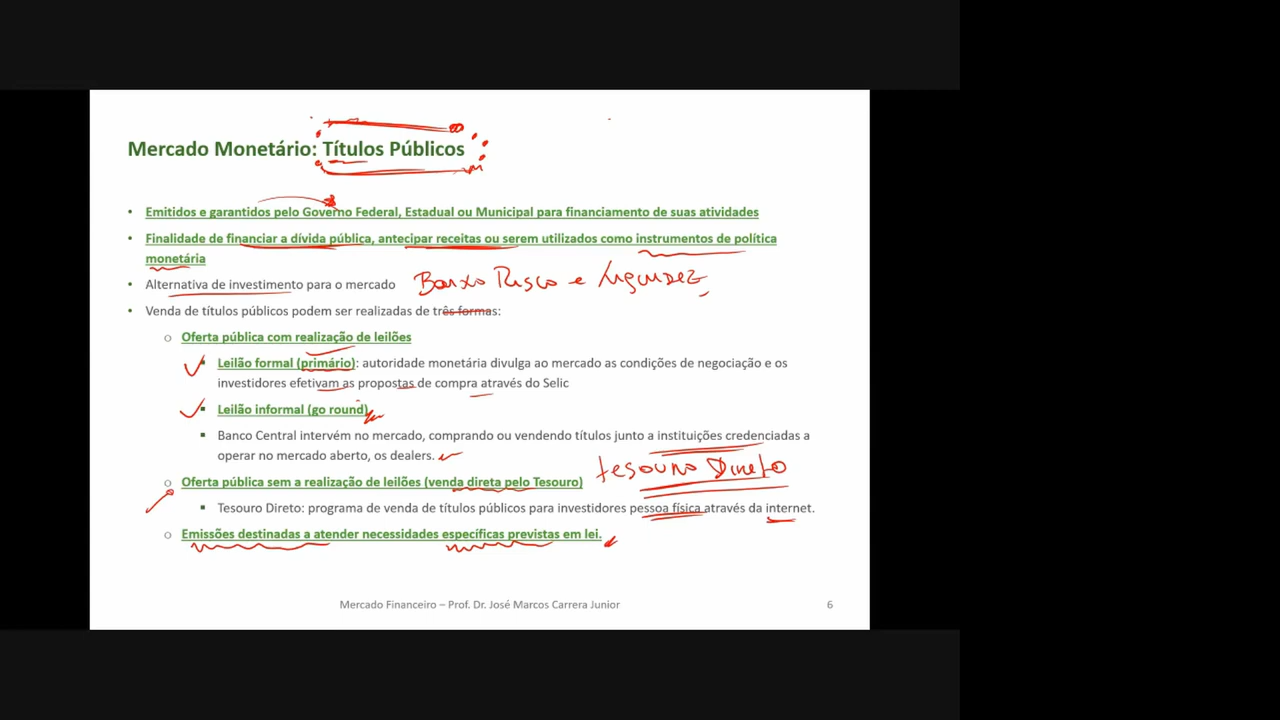 Mercado Monetário: Títulos Públicos
• Emitidos e garantidos pelo Governo Federal, Estadual ou Municipal para financiamento de suas atividades
• Finalidade de financiar a dívida pública, antecipar receitas ou serem utilizados como instrumentos de política
monetária
• Alternativa de investimento para o mercado Baixo Risco e Liquidez
• Venda de títulos públicos podem ser realizadas de três formas:
o Oferta pública com realização de leilões
▪ Leilão formal (primário): autoridade monetária divulga ao mercado as condições de negociação e os
investidores efetivam as propostas de compra através do Selic
▪ Leilão informal (go round)
▪ Banco Central intervém no mercado, comprando ou vendendo títulos junto a instituições credenciadas a
operar no mercado aberto, os dealers.
Tesouro Direto
o Oferta pública sem a realização de leilões (venda direta pelo Tesouro)
▪ Tesouro Direto: programa de venda de títulos públicos para investidores pessoa física através da internet.
o Emissões destinadas a atender necessidades específicas previstas em lei.
Mercado Financeiro – Prof. Dr. José Marcos Carrera Junior 6